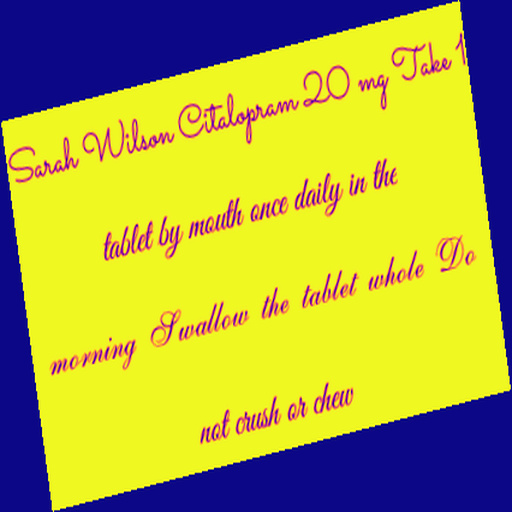 Sarah Wilson Citalopram 20 mg Take 1
tablet by mouth once daily in the
morning Swallow the tablet whole Do
not crush or chew